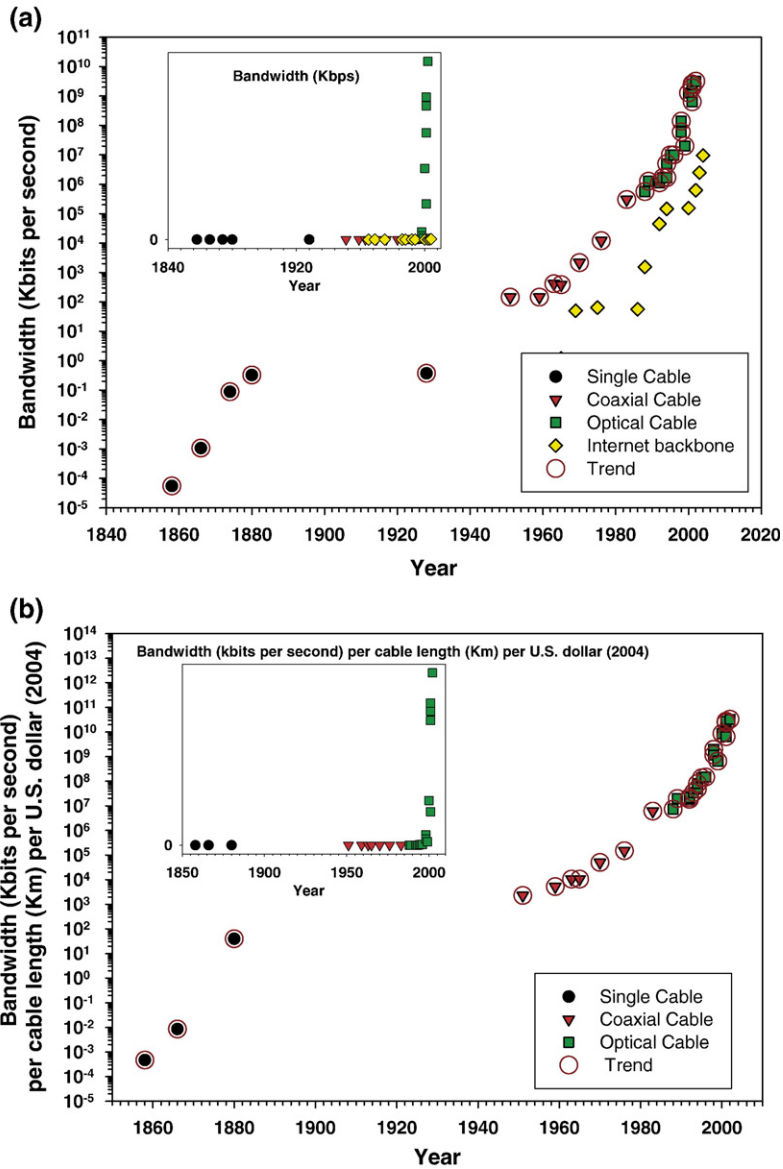 (a)
Bandwidth (Kbits per second)
10^11
10^10
10^9
10^8
10^7
10^6
10^5
10^4
10^3
10^2
10^1
10^0
10^-1
10^-2
10^-3
10^-4
10^-5
Bandwidth (Kbps)
0
1840 1920 2000
Year
Single Cable
Coaxial Cable
Optical Cable
Internet backbone
Trend
1840 1860 1880 1900 1920 1940 1960 1980 2000 2020
Year
(b)
Bandwidth (Kbits per second)
per cable length (Km) per U.S. dollar (2004)
10^14
10^13
10^12
10^11
10^10
10^9
10^8
10^7
10^6
10^5
10^4
10^3
10^2
10^1
10^0
10^-1
10^-2
10^-3
10^-4
10^-5
Bandwidth (kbits per second) per cable length (Km) per U.S. dollar (2004)
0
1850 1900 1950 2000
Year
Single Cable
Coaxial Cable
Optical Cable
Trend
1860 1880 1900 1920 1940 1960 1980 2000
Year